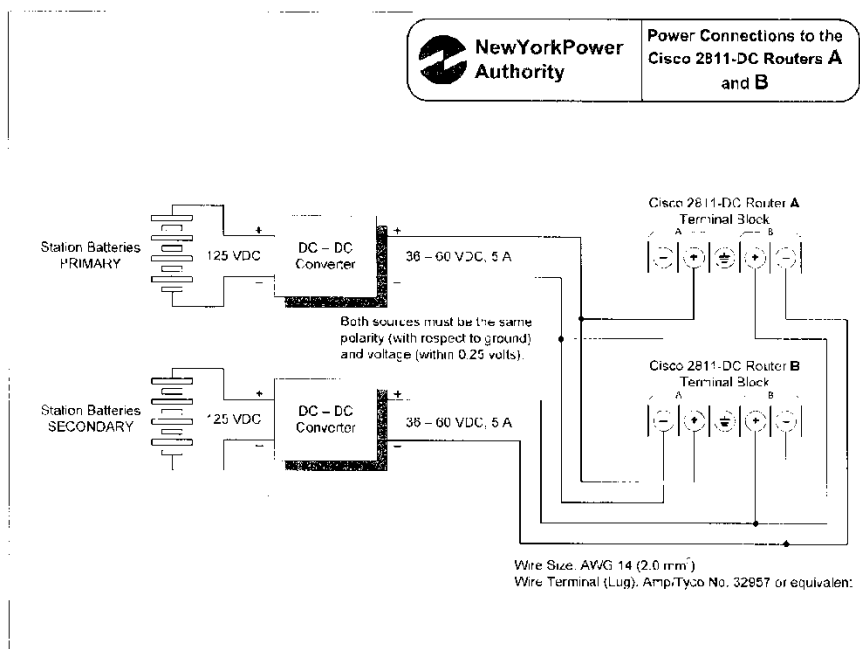 NewYorkPower
Authority
Power Connections to the
Cisco 2811-DC Routers A
and B
Station Batteries
PRIMARY
125 VDC
+
−
DC – DC
Converter
+
−
36 – 60 VDC, 5 A
Both sources must be the same
polarity (with respect to ground)
and voltage (within 0.25 volts).
Cisco 2811-DC Router A
Terminal Block
A
B
− + + −
Station Batteries
SECONDARY
125 VDC
+
−
DC – DC
Converter
+
−
36 – 60 VDC, 5 A
Cisco 2811-DC Router B
Terminal Block
A
B
− + + −
Wire Size. AWG 14 (2.0 mm²)
Wire Terminal (Lug). Amp/Tyco No. 32957 or equivalent